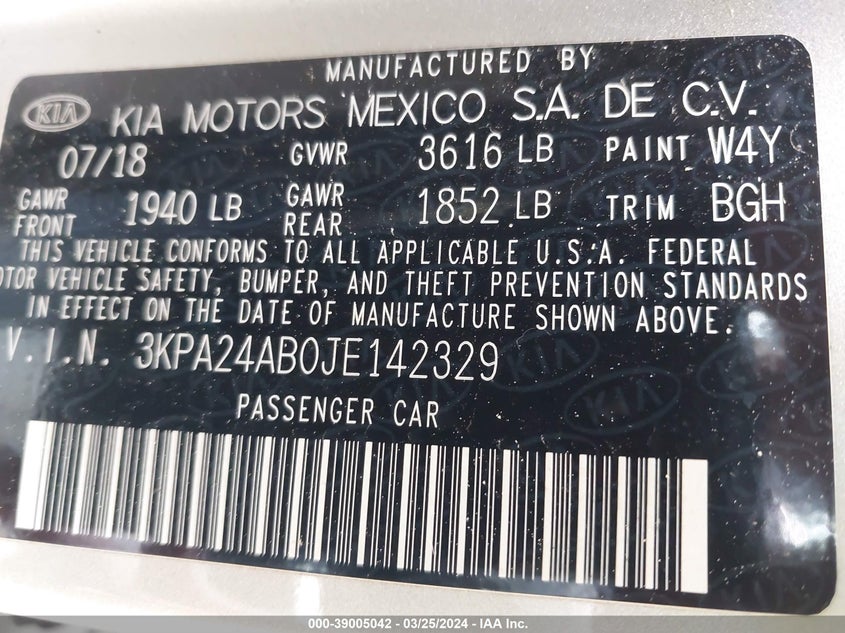 MANUFACTURED BY
KIA KIA MOTORS MEXICO S.A. DE C.V.
07/18 GVWR 3616 LB PAINT W4Y
GAWR FRONT 1940 LB GAWR REAR 1852 LB TRIM BGH
THIS VEHICLE CONFORMS TO ALL APPLICABLE U.S.A. FEDERAL
OTOR VEHICLE SAFETY, BUMPER, AND THEFT PREVENTION STANDARDS
IN EFFECT ON THE DATE OF MANUFACTURE SHOWN ABOVE.
V.I.N. 3KPA24AB0JE142329
PASSENGER CAR
000-39005042 - 03/25/2024 - IAA Inc.